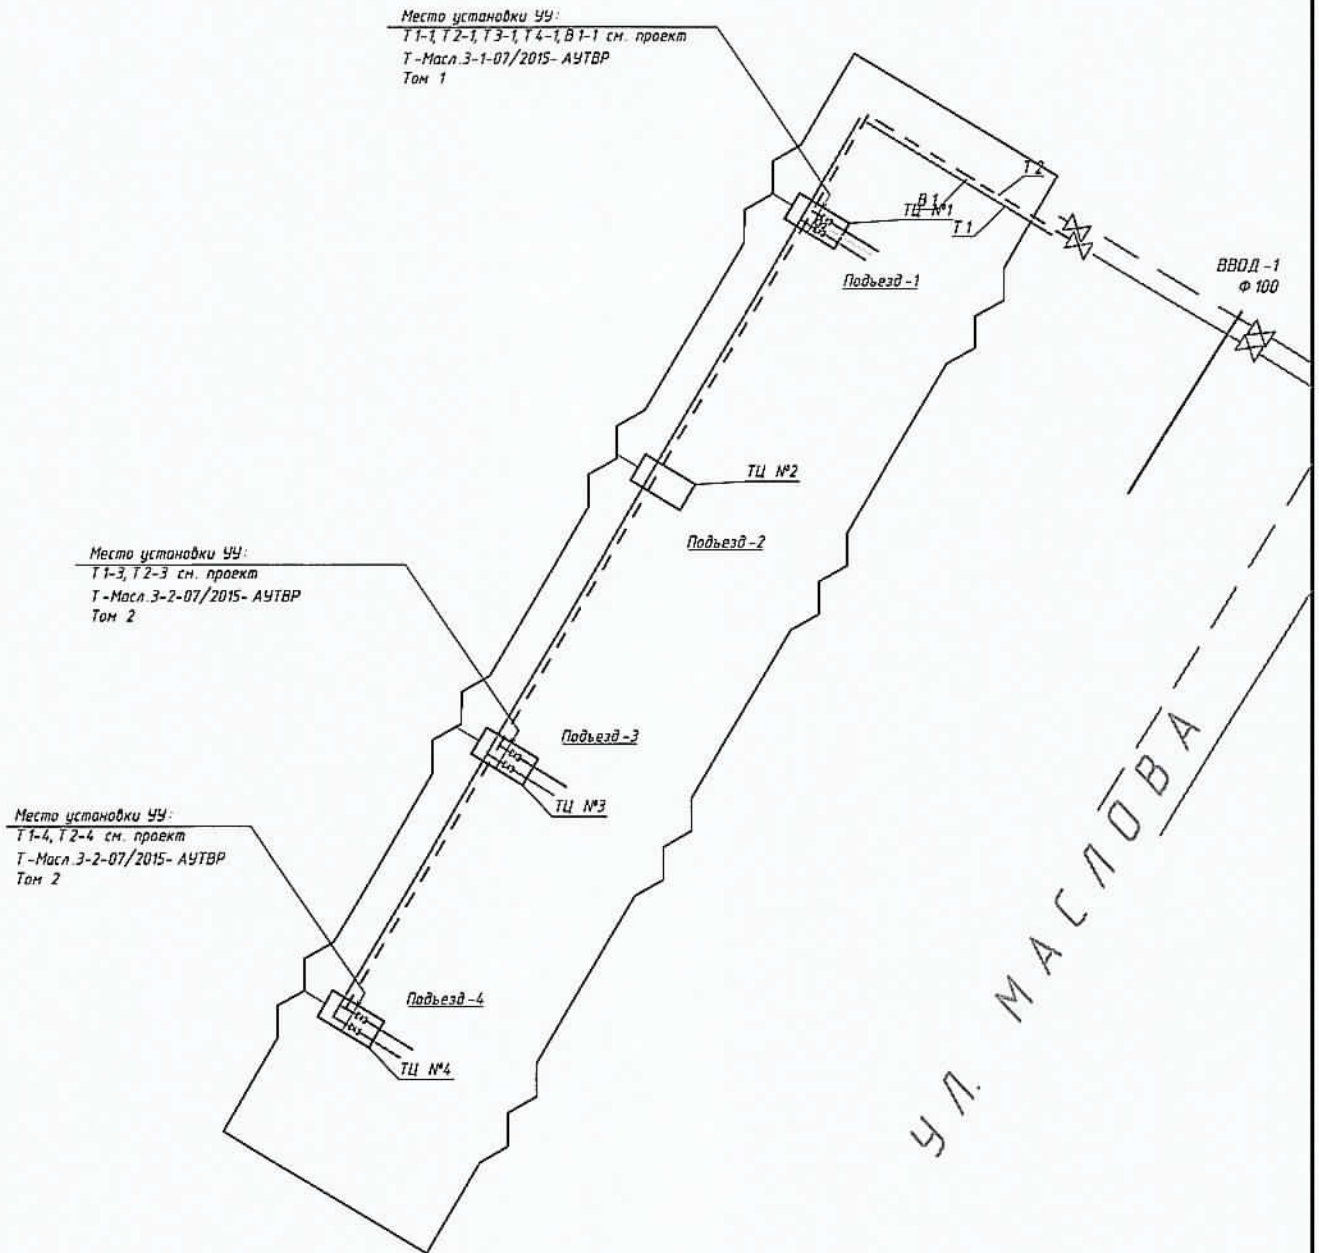 Место установки УУ:
Т1-1, Т2-1, Т3-1, Т4-1, В1-1 см. проект
Т-Масл.3-1-07/2015- АУТВР
Том 1
Т2
В1
ТЦ №1
Т1
ВВОД-1
Ф 100
Подъезд-1
ТЦ №2
Подъезд-2
Место установки УУ:
Т1-3, Т2-3 см. проект
Т-Масл.3-2-07/2015- АУТВР
Том 2
Подъезд-3
ТЦ №3
Место установки УУ:
Т1-4, Т2-4 см. проект
Т-Масл.3-2-07/2015- АУТВР
Том 2
Подъезд-4
ТЦ №4
УЛ. МАСЛОВА